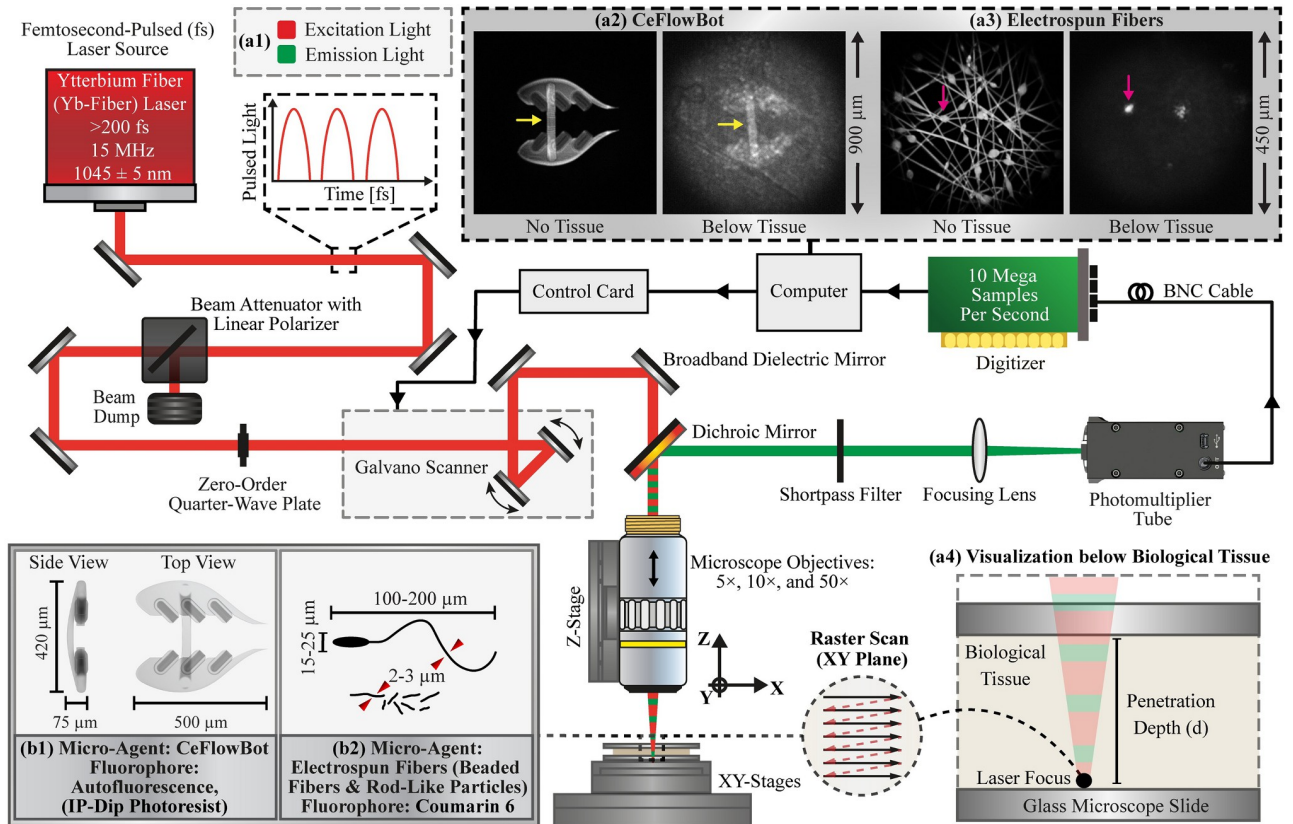 Femtosecond-Pulsed (fs)
Laser Source
Ytterbium Fiber
(Yb-Fiber) Laser
>200 fs
15 MHz
1045 ± 5 nm
(a1)
Excitation Light
Emission Light
Pulsed Light
Time [fs]
(a2) CeFlowBot
No Tissue
Below Tissue
900 µm
(a3) Electrospun Fibers
No Tissue
Below Tissue
450 µm
Beam Attenuator with
Linear Polarizer
Beam
Dump
Zero-Order
Quarter-Wave Plate
Galvano Scanner
Control Card
Computer
10 Mega
Samples
Per Second
Digitizer
BNC Cable
Broadband Dielectric Mirror
Dichroic Mirror
Shortpass Filter
Focusing Lens
Photomultiplier
Tube
Microscope Objectives:
5×, 10×, and 50×
Z-Stage
Z
Y
X
XY-Stages
Raster Scan
(XY Plane)
(a4) Visualization below Biological Tissue
Biological
Tissue
Penetration
Depth (d)
Laser Focus
Glass Microscope Slide
Side View
Top View
420 µm
75 µm
500 µm
(b1) Micro-Agent: CeFlowBot
Fluorophore:
Autofluorescence,
(IP-Dip Photoresist)
100-200 µm
15-25 µm
2-3 µm
(b2) Micro-Agent:
Electrospun Fibers (Beaded
Fibers & Rod-Like Particles)
Fluorophore: Coumarin 6